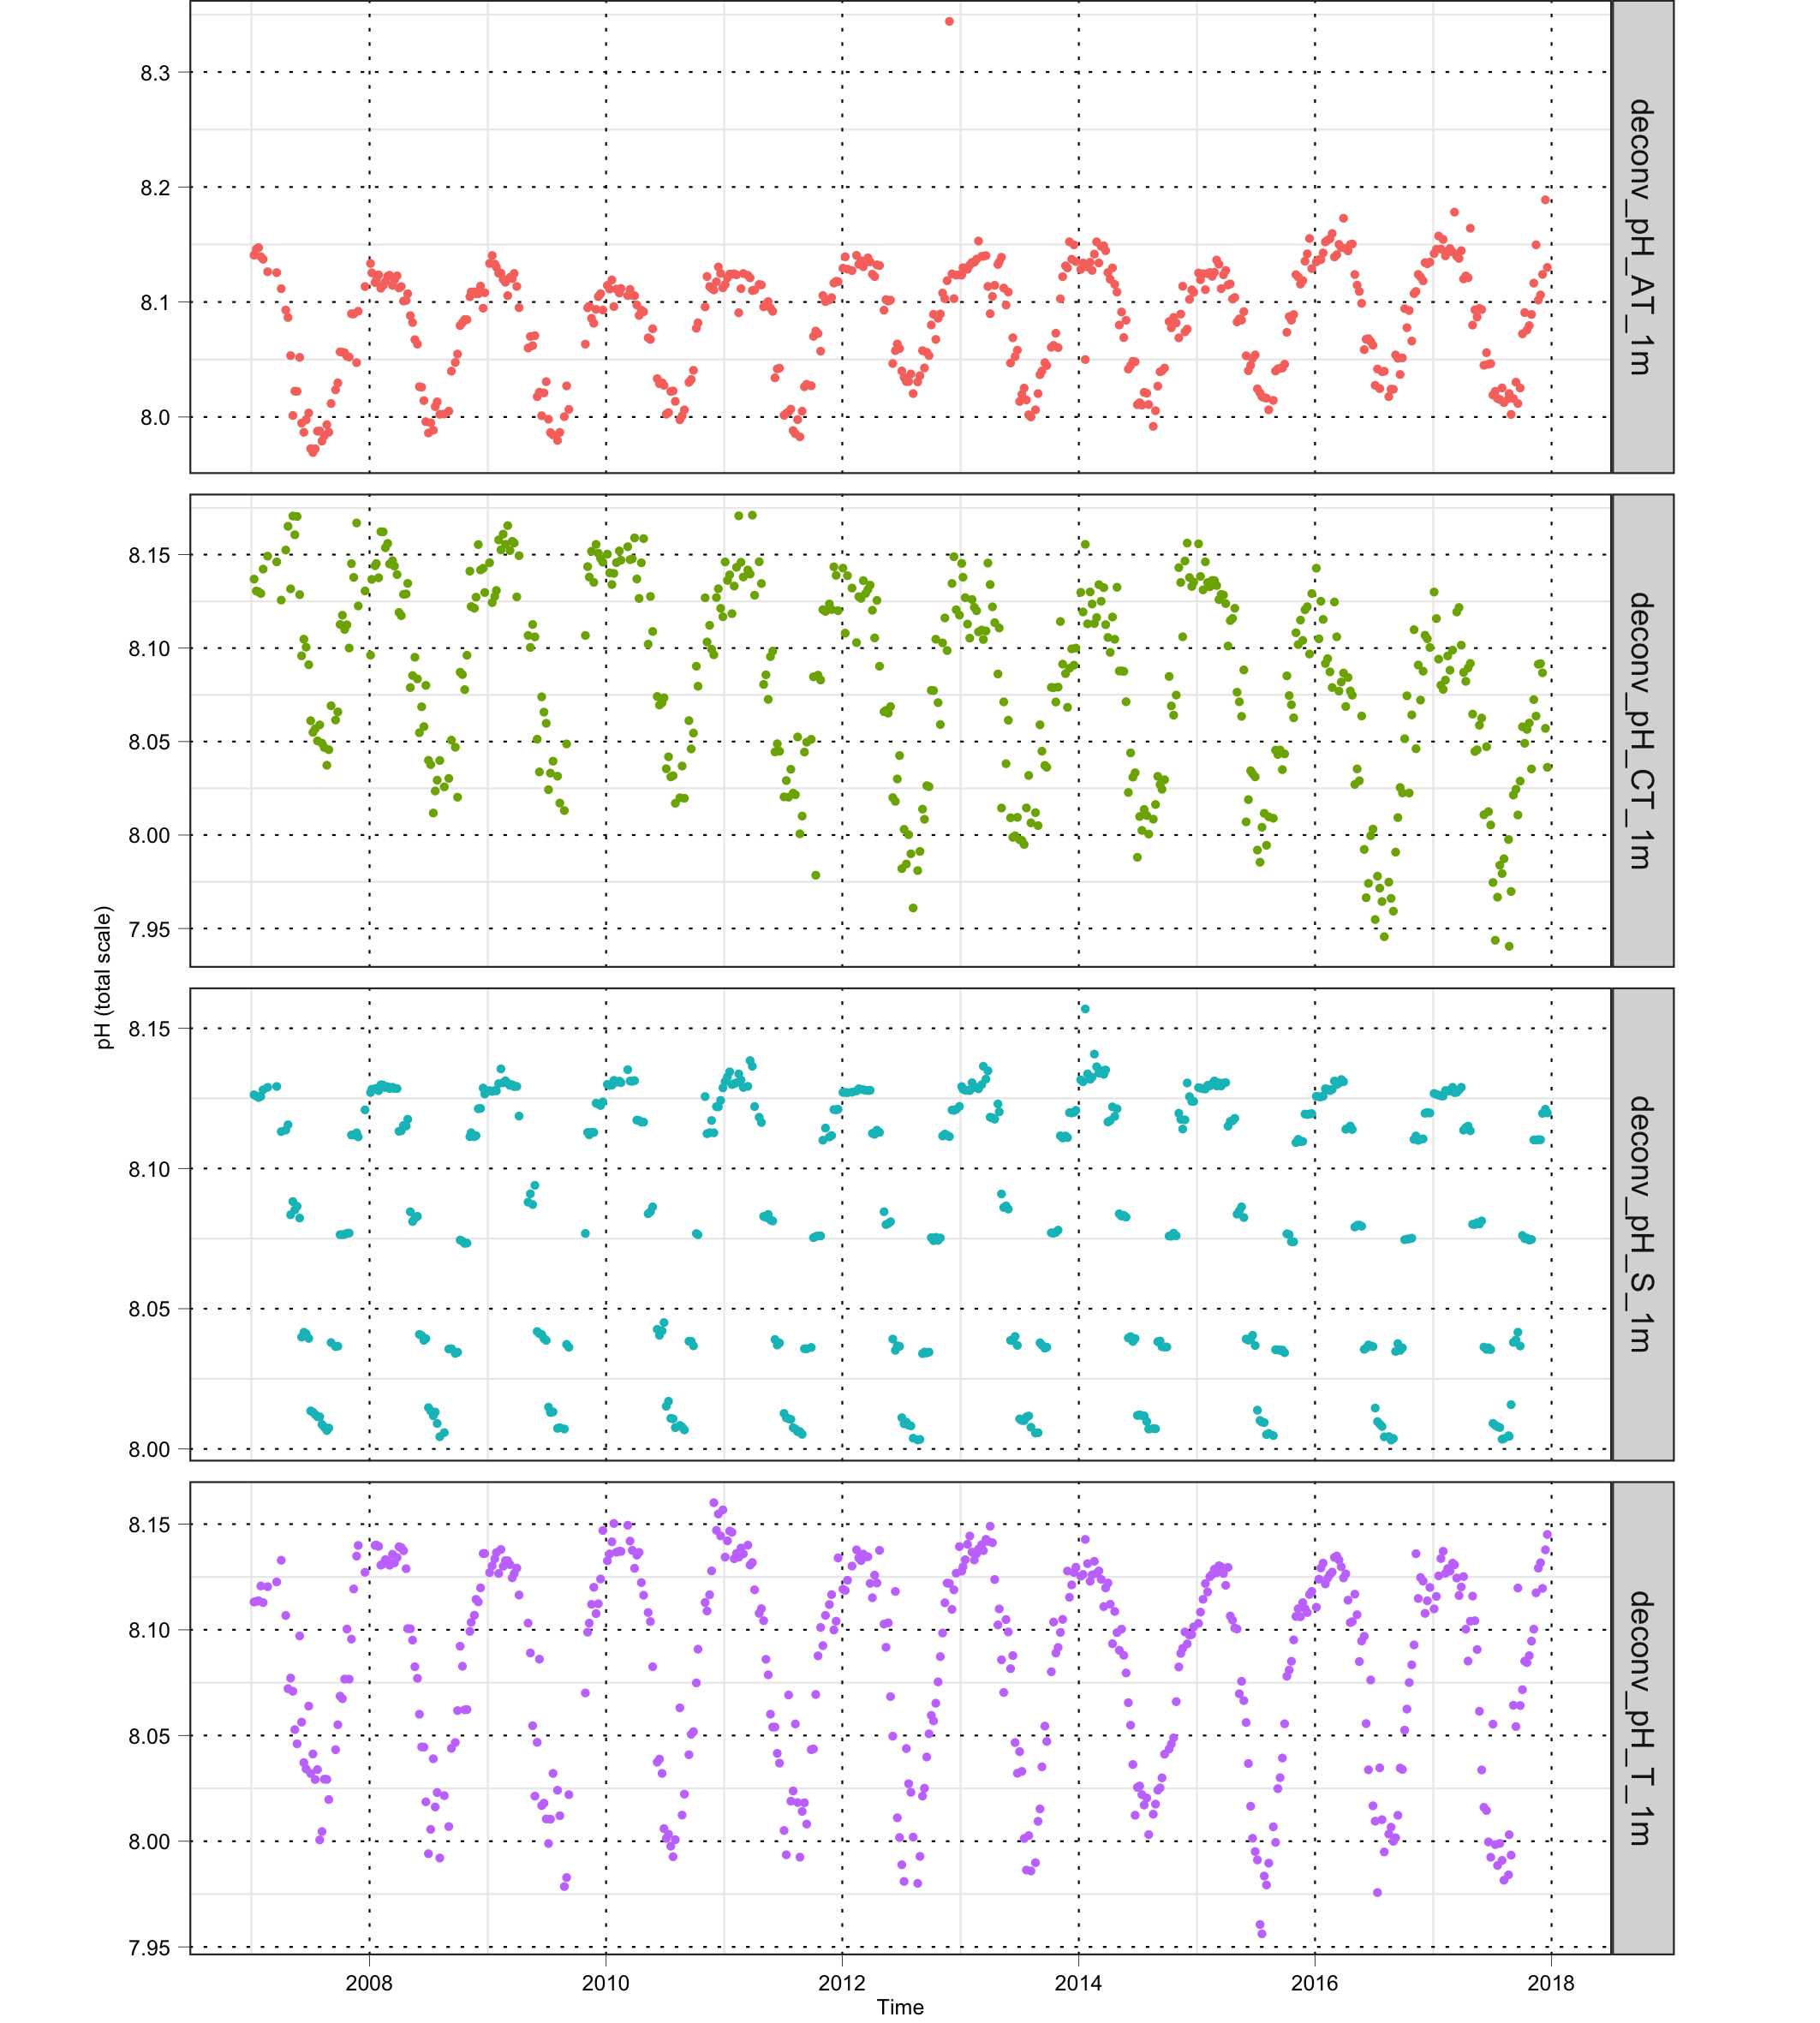 8.3
8.2
8.1
8.0
deconv_pH_AT_1m
8.15
8.10
8.05
8.00
7.95
deconv_pH_CT_1m
pH (total scale)
8.15
8.10
8.05
8.00
deconv_pH_S_1m
8.15
8.10
8.05
8.00
7.95
deconv_pH_T_1m
2008 2010 2012 2014 2016 2018
Time